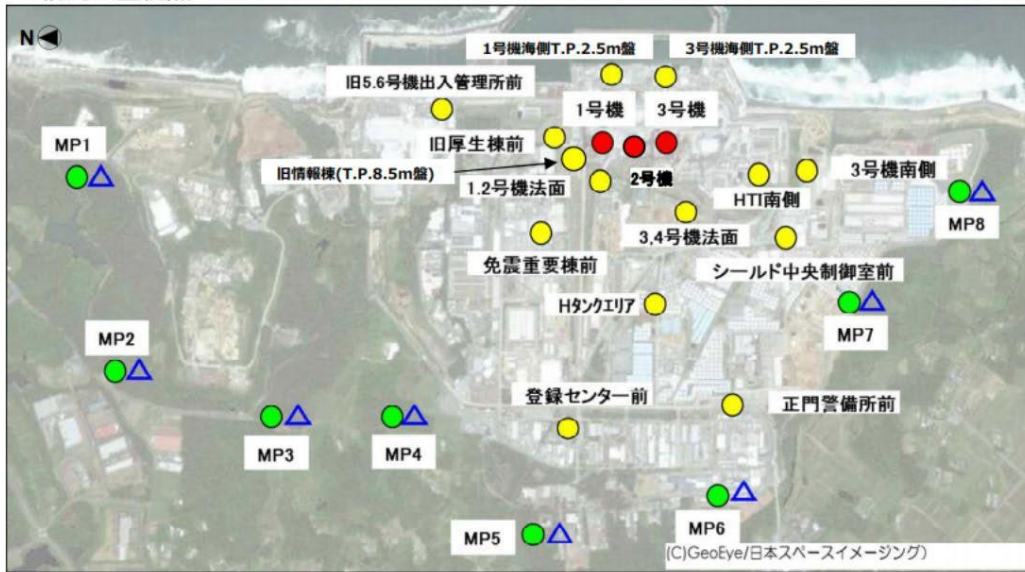 N
1号機海側T.P.2.5m盤
3号機海側T.P.2.5m盤
旧5.6号機出入管理所前
1号機
3号機
旧厚生棟前
MP1
旧情報棟(T.P.8.5m盤)
2号機
3号機南側
1.2号機法面
HTI南側
MP8
3,4号機法面
免震重要棟前
シールド中央制御室前
Hタンクエリア
MP7
MP2
登録センター前
正門警備所前
MP3
MP4
MP6
MP5
(C)GeoEye/日本スペースイメージング)